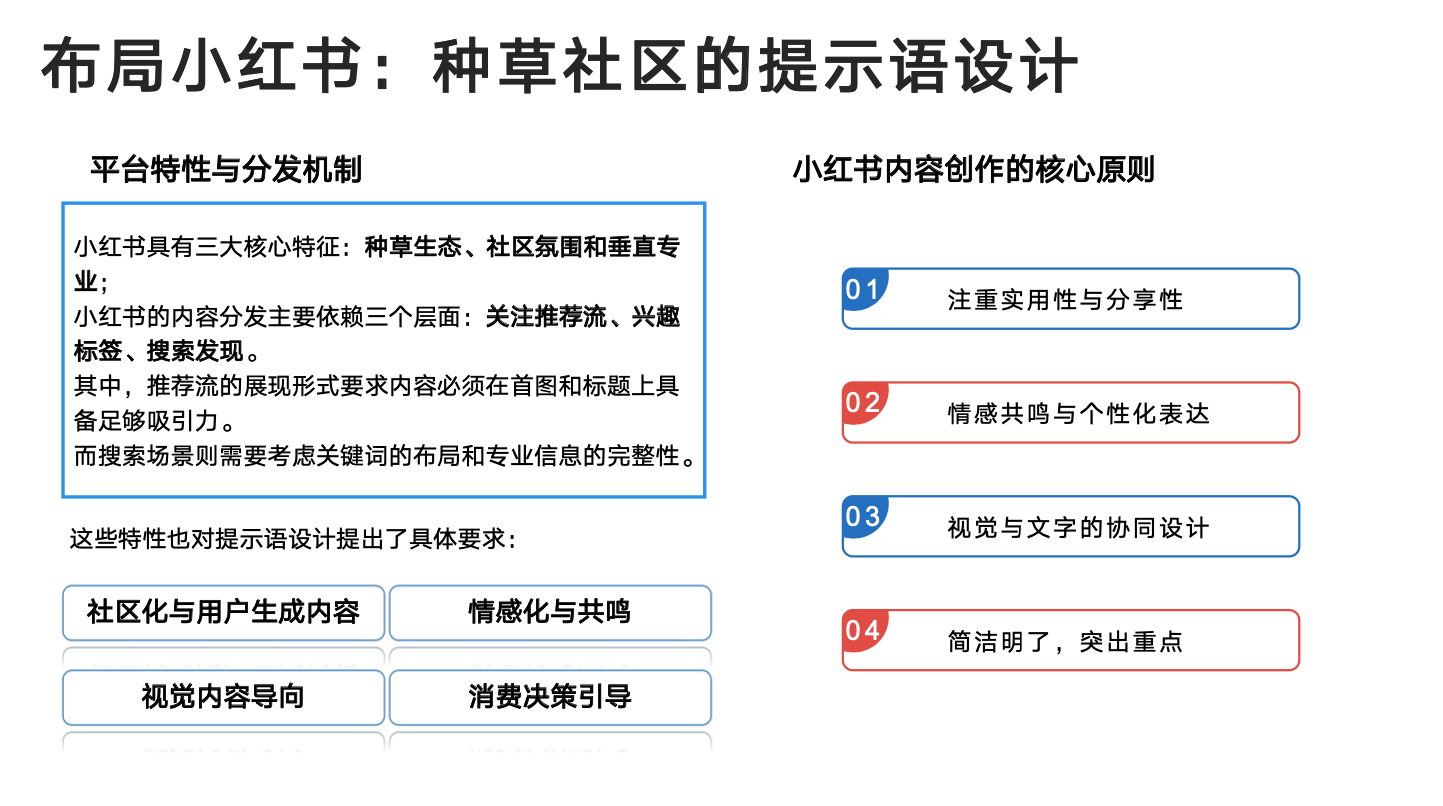 布局小红书：种草社区的提示语设计
平台特性与分发机制
小红书具有三大核心特征：种草生态、社区氛围和垂直专
业；
小红书的内容分发主要依赖三个层面：关注推荐流、兴趣
标签、搜索发现。
其中，推荐流的展现形式要求内容必须在首图和标题上具
备足够吸引力。
而搜索场景则需要考虑关键词的布局和专业信息的完整性。
这些特性也对提示语设计提出了具体要求：
社区化与用户生成内容
情感化与共鸣
视觉内容导向
消费决策引导
小红书内容创作的核心原则
01
注重实用性与分享性
02
情感共鸣与个性化表达
03
视觉与文字的协同设计
04
简洁明了，突出重点